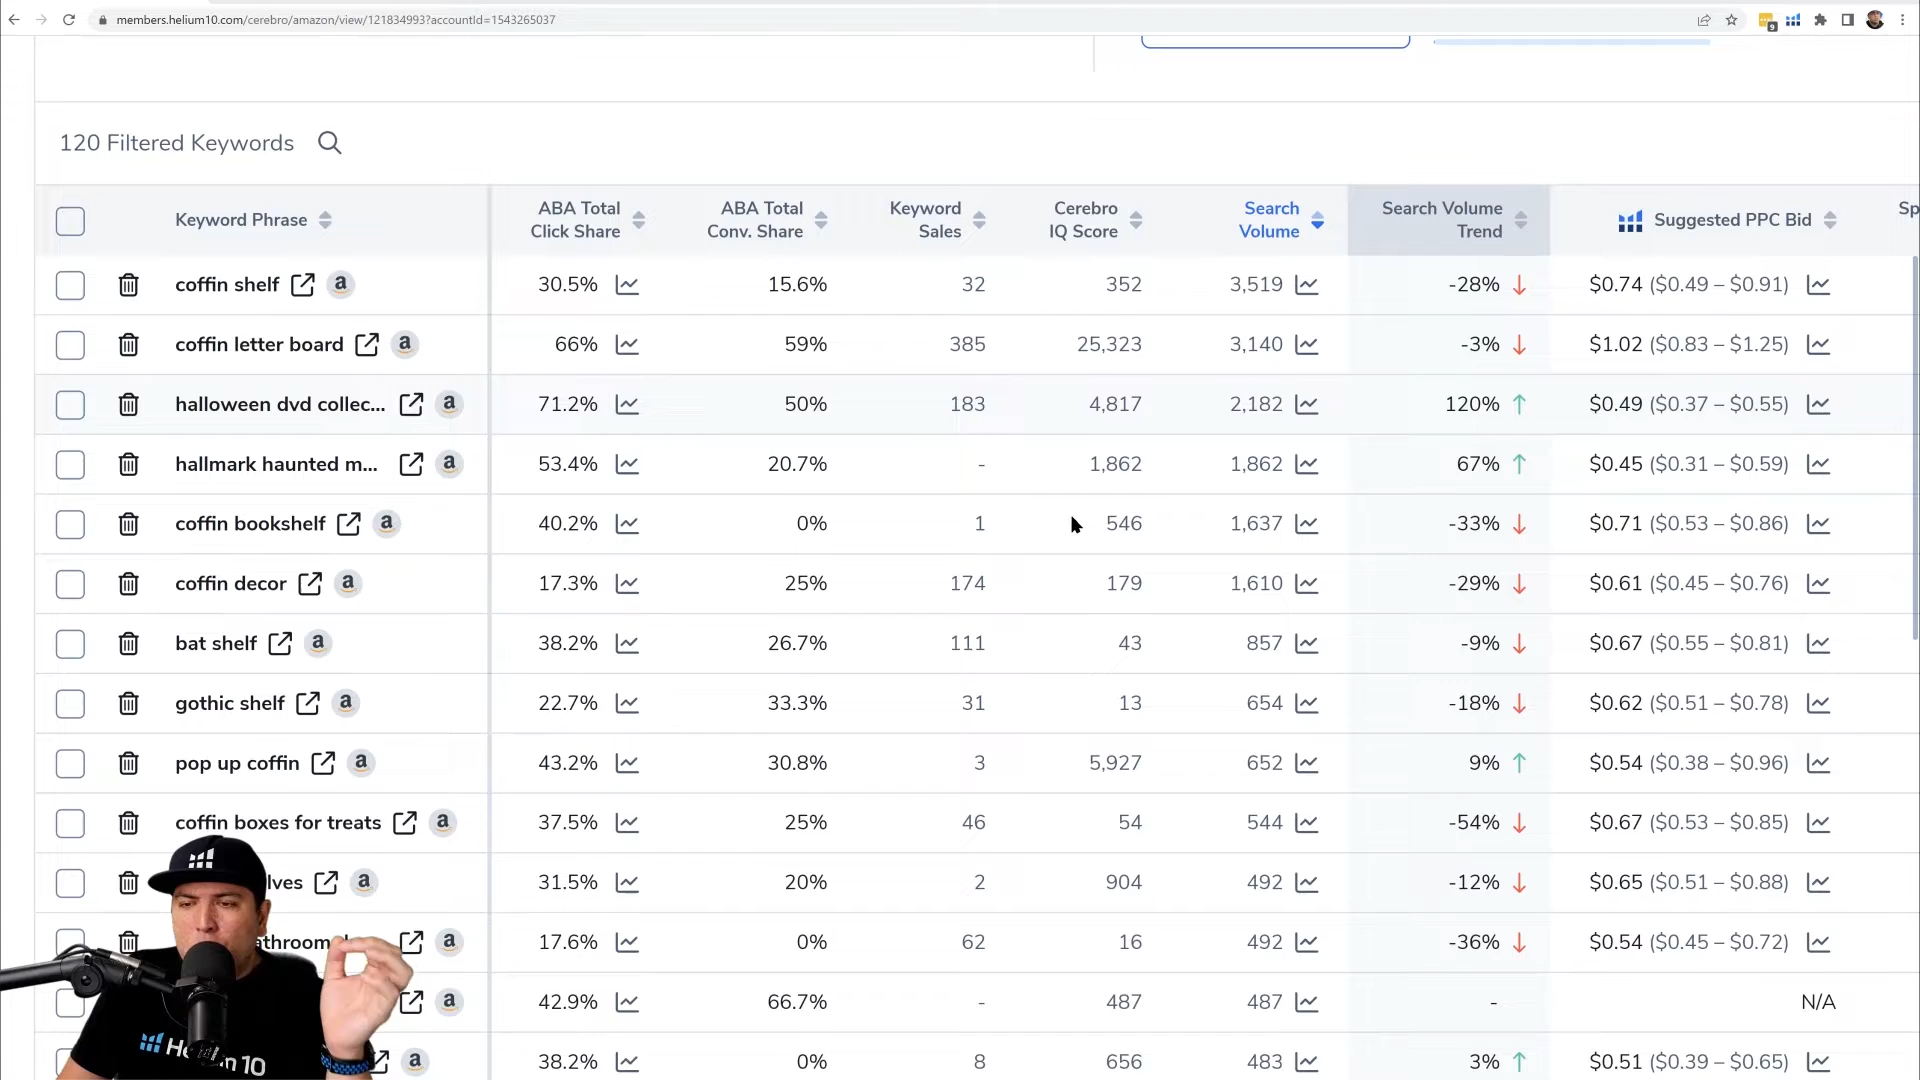 members.helium10.com/cerebro/amazon/view/121834993?accountId=1543265037
9
120 Filtered Keywords
Keyword Phrase
ABA Total
Click Share
ABA Total
Conv. Share
Keyword
Sales
Cerebro
IQ Score
Search
Volume
Search Volume
Trend
Suggested PPC Bid
Sp
coffin shelf a 30.5% 15.6% 32 352 3,519 -28% $0.74 ($0.49 – $0.91)
coffin letter board a 66% 59% 385 25,323 3,140 -3% $1.02 ($0.83 – $1.25)
halloween dvd collec... a 71.2% 50% 183 4,817 2,182 120% $0.49 ($0.37 – $0.55)
hallmark haunted m... a 53.4% 20.7% - 1,862 1,862 67% $0.45 ($0.31 – $0.59)
coffin bookshelf a 40.2% 0% 1 546 1,637 -33% $0.71 ($0.53 – $0.86)
coffin decor a 17.3% 25% 174 179 1,610 -29% $0.61 ($0.45 – $0.76)
bat shelf a 38.2% 26.7% 111 43 857 -9% $0.67 ($0.55 – $0.81)
gothic shelf a 22.7% 33.3% 31 13 654 -18% $0.62 ($0.51 – $0.78)
pop up coffin a 43.2% 30.8% 3 5,927 652 9% $0.54 ($0.38 – $0.96)
coffin boxes for treats a 37.5% 25% 46 54 544 -54% $0.67 ($0.53 – $0.85)
lves a 31.5% 20% 2 904 492 -12% $0.65 ($0.51 – $0.88)
athroom a 17.6% 0% 62 16 492 -36% $0.54 ($0.45 – $0.72)
a 42.9% 66.7% - 487 487 - N/A
a 38.2% 0% 8 656 483 3% $0.51 ($0.39 – $0.65)
10